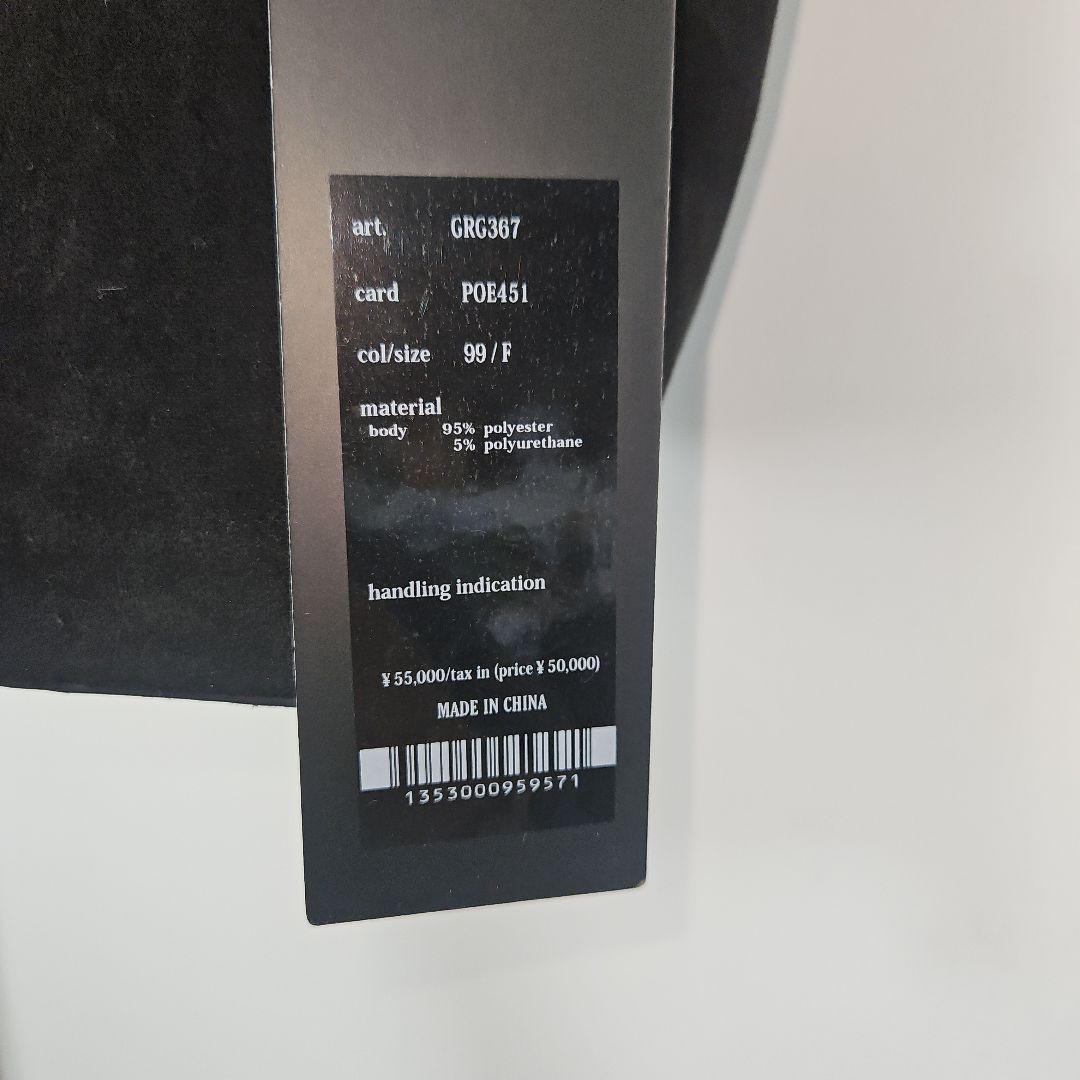 art. GRG367
card POE451
col/size 99 / F
material
body 95% polyester
5% polyurethane
handling indication
¥ 55,000/tax in (price ¥ 50,000)
MADE IN CHINA
1353000959571